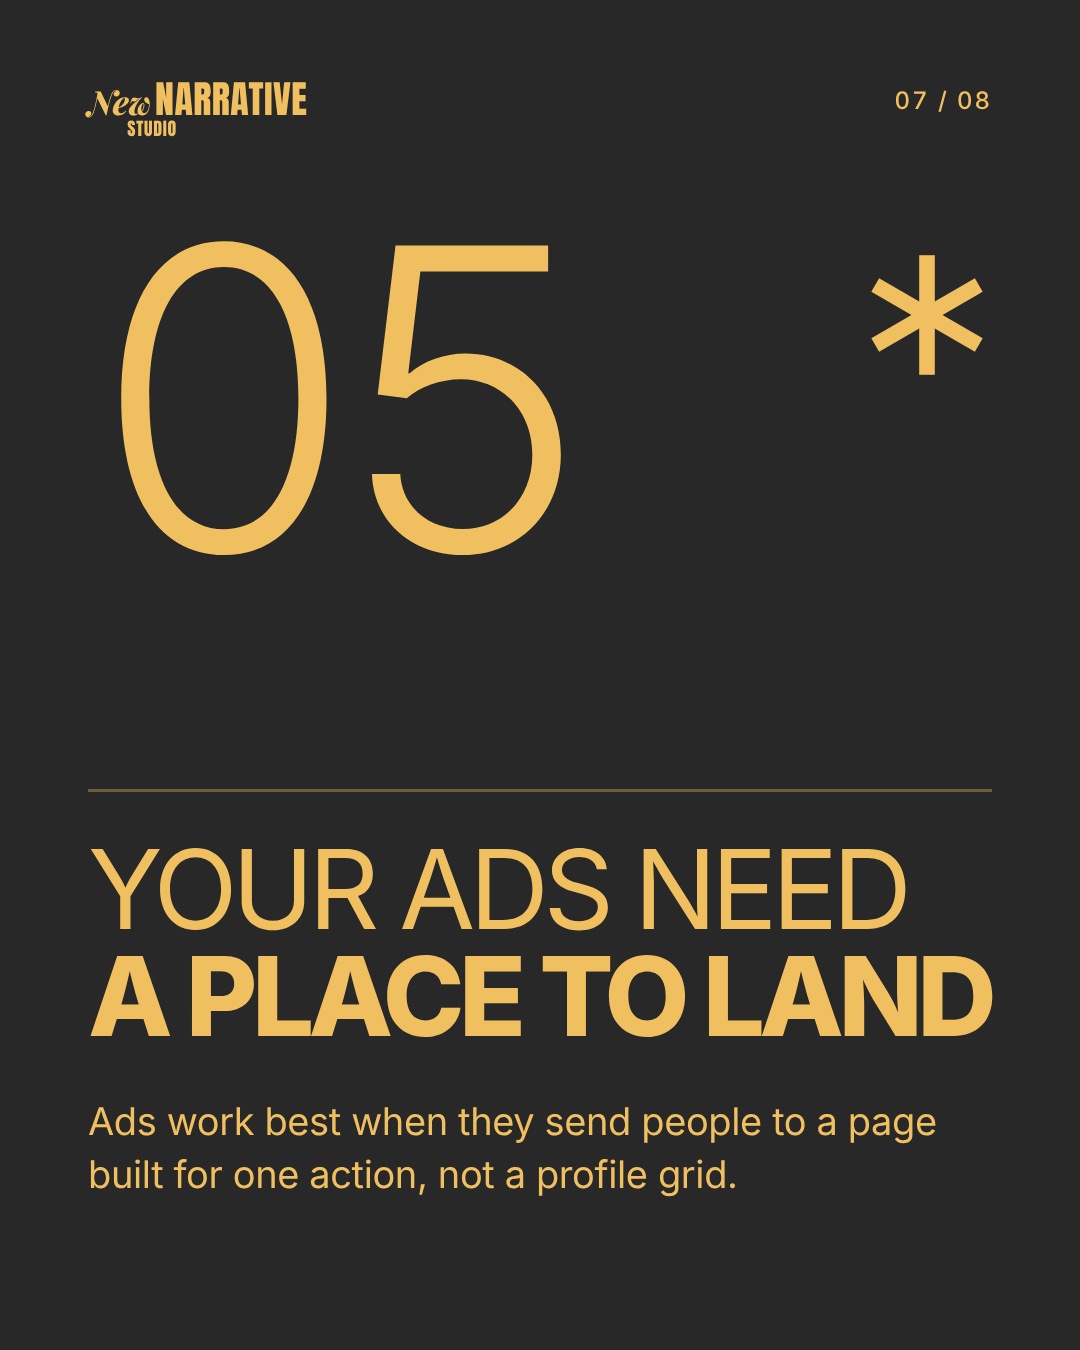 New NARRATIVE
STUDIO
07 / 08
05
*
YOUR ADS NEED
A PLACE TO LAND
Ads work best when they send people to a page
built for one action, not a profile grid.